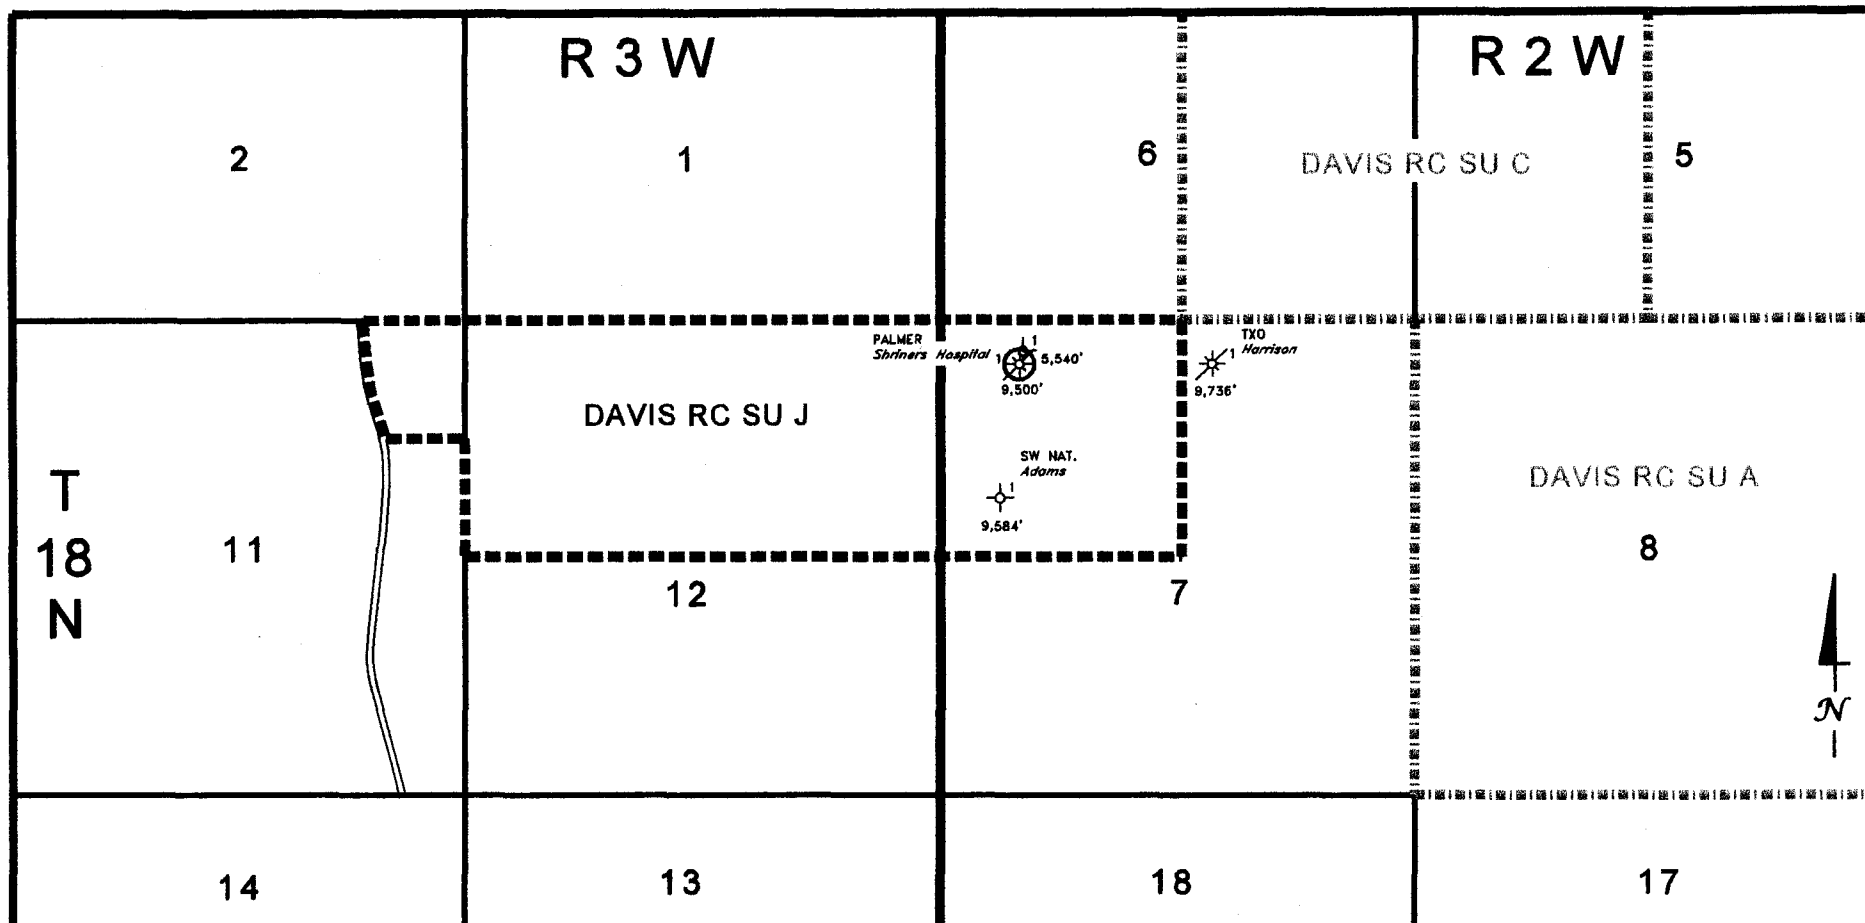 R 3 W
R 2 W
2
1
6
DAVIS RC SU C
5
PALMER
Shriners Hospital
1
1
5,540'
9,500'
TXO
Harrison
1
9,736'
DAVIS RC SU J
SW NAT.
Adams
1
9,584'
DAVIS RC SU A
T
18
N
11
12
7
8
N
14
13
18
17